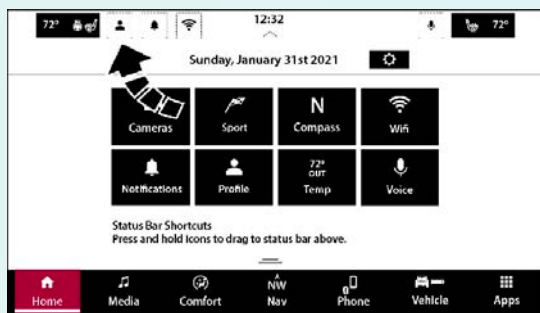 72° 12:32 72°
Sunday, January 31st 2021
Cameras Sport N Compass Wifi
Notifications Profile 72° OUT Temp Voice
Status Bar Shortcuts
Press and hold icons to drag to status bar above.
NW
Home Media Comfort Nav Phone Vehicle Apps